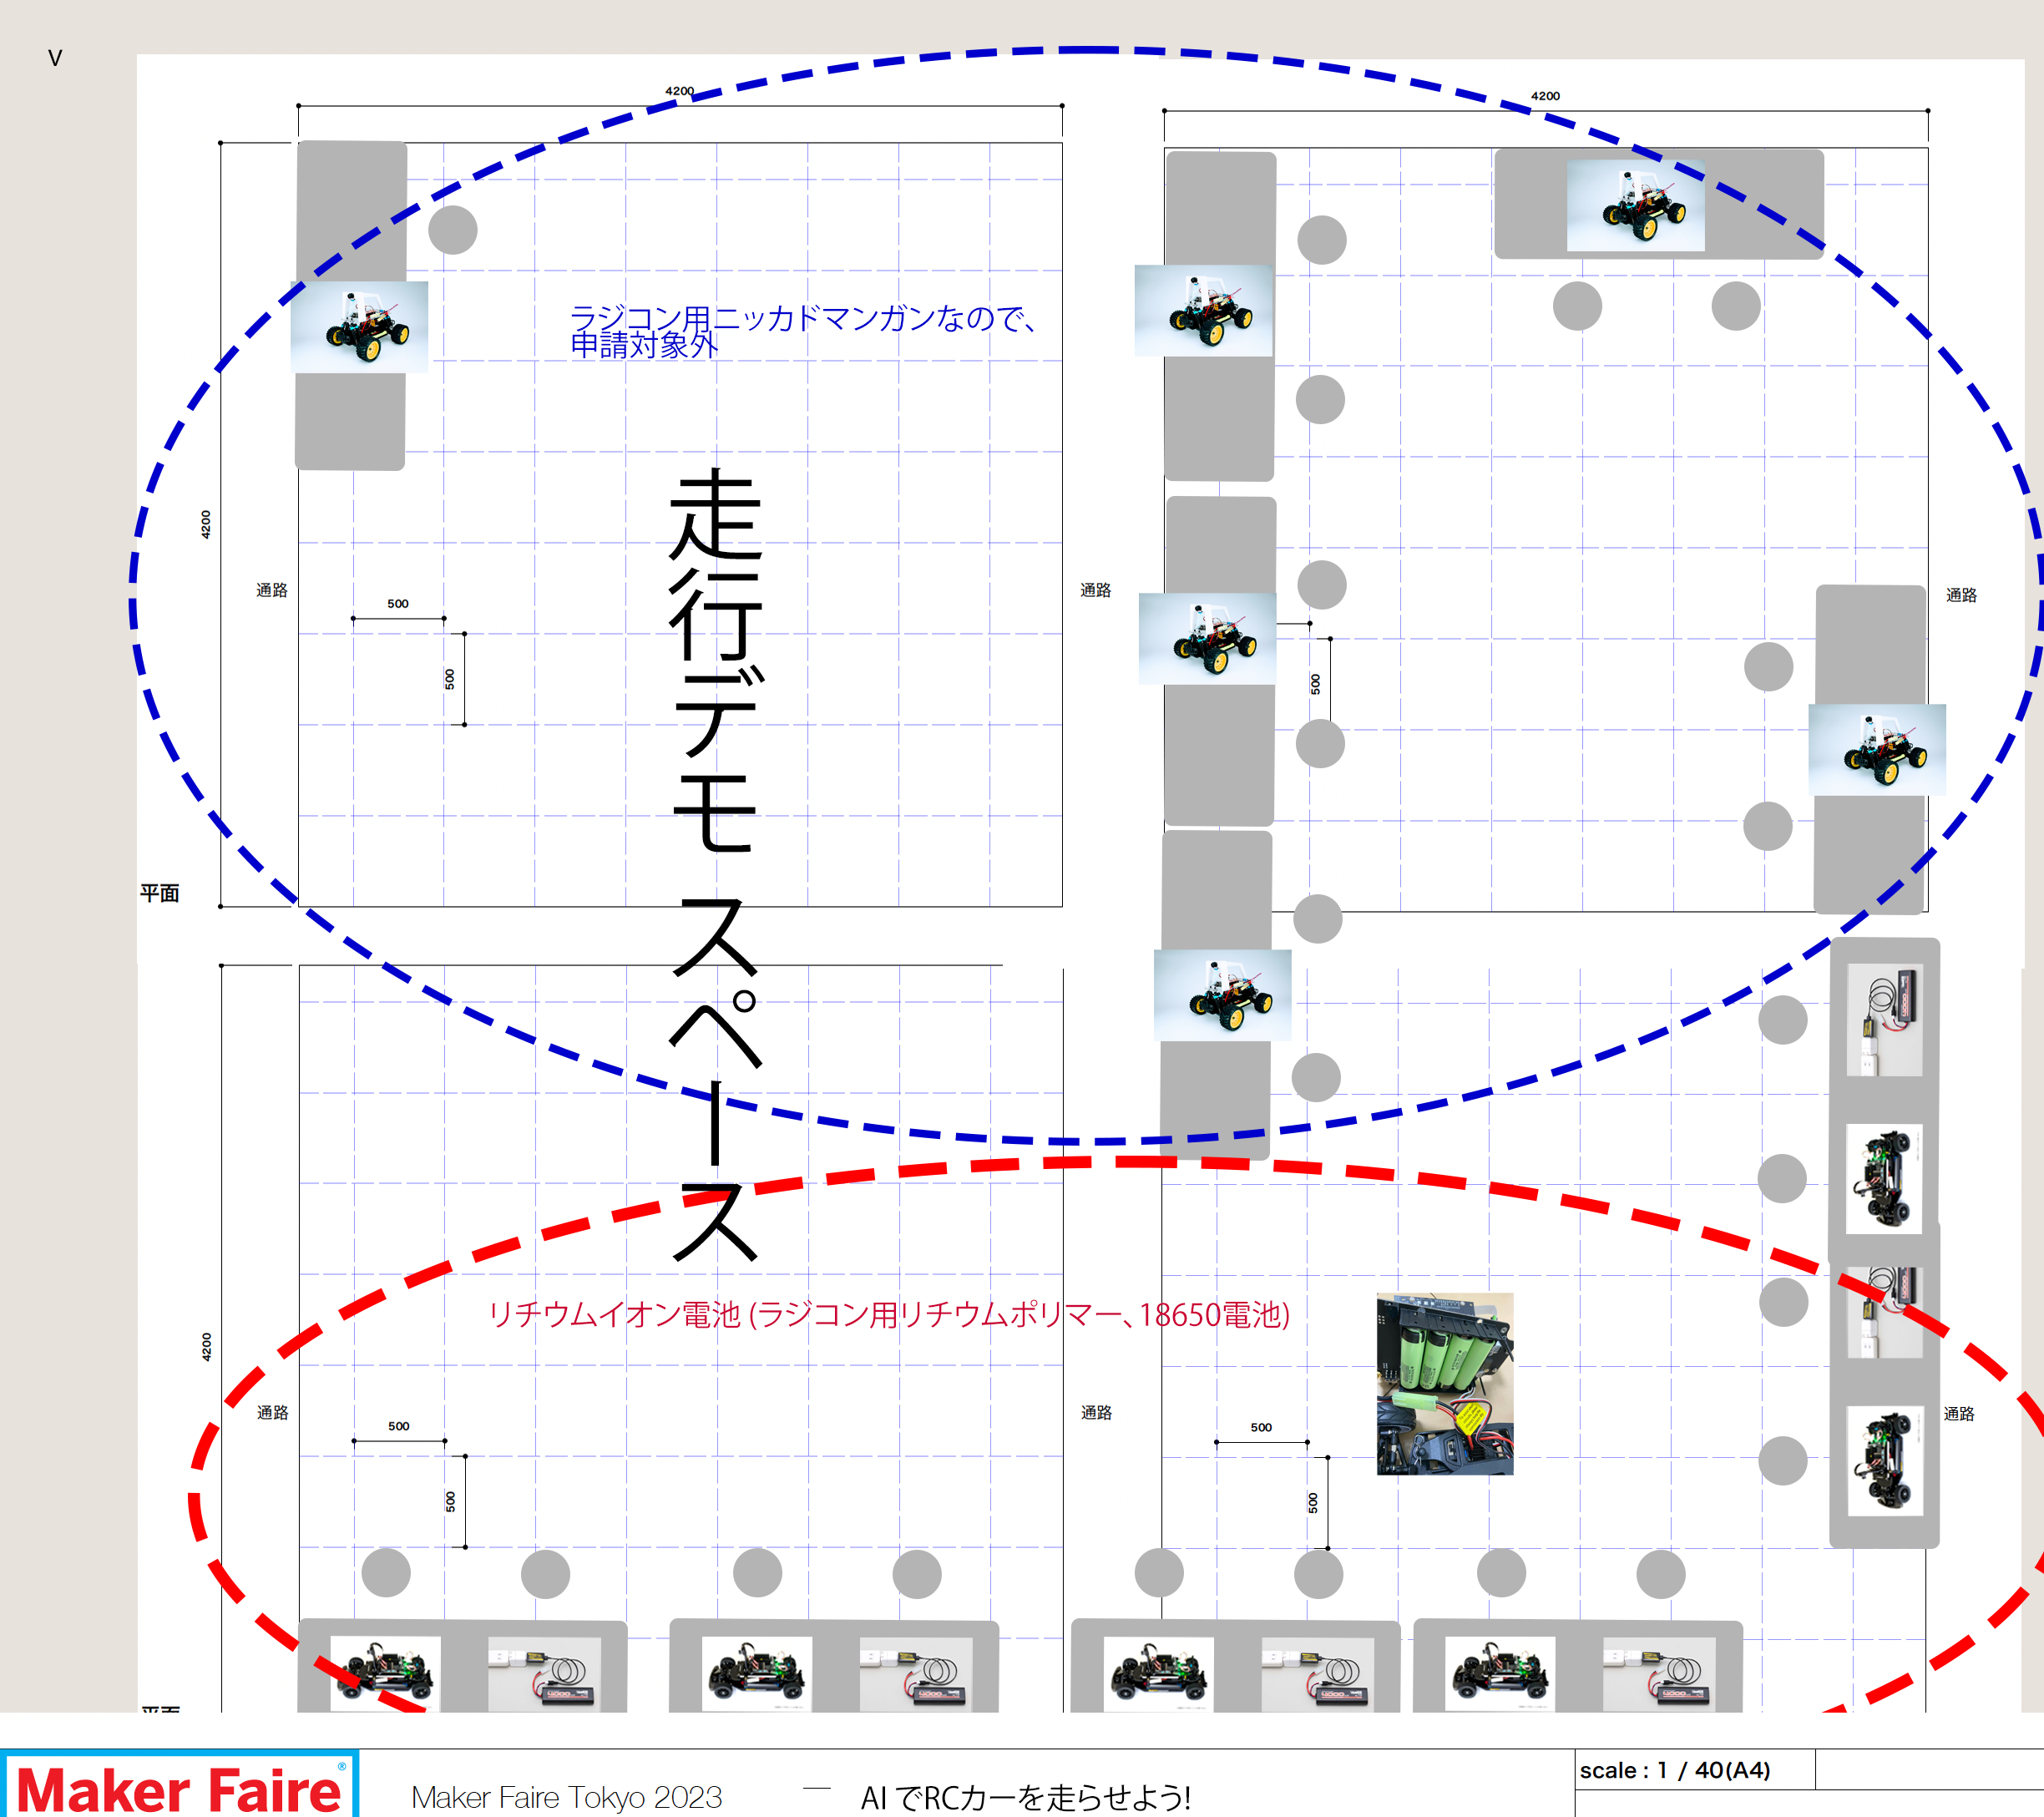 V
4200
4200
ラジコン用ニッカドマンガンなので、
申請対象外
走行デモ スペース
4200
通路
通路
通路
500
500
500
平面
リチウムイオン電池 (ラジコン用リチウムポリマー、18650電池)
4200
通路
通路
通路
500
500
500
500
平面
Maker Faire®
Maker Faire Tokyo 2023
—
AI でRCカーを走らせよう!
scale : 1 / 40(A4)